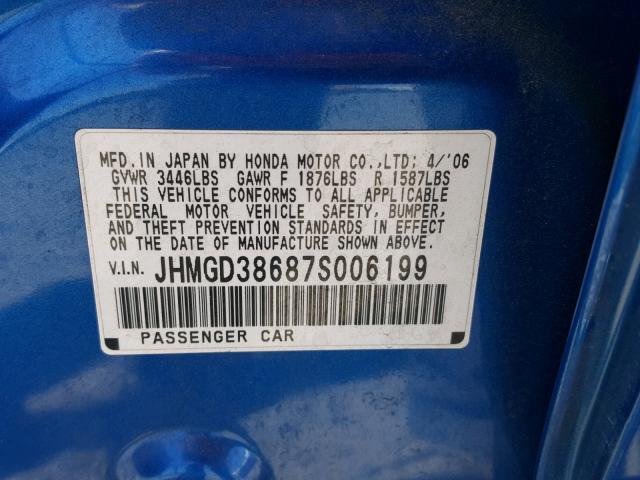 MFD. IN JAPAN BY HONDA MOTOR CO.,LTD; 4/'06
GVWR 3446LBS GAWR F 1876LBS R 1587LBS
THIS VEHICLE CONFORMS TO ALL APPLICABLE
FEDERAL MOTOR VEHICLE SAFETY, BUMPER,
AND THEFT PREVENTION STANDARDS IN EFFECT
ON THE DATE OF MANUFACTURE SHOWN ABOVE.
V.I.N. JHMGD38687S006199
PASSENGER CAR